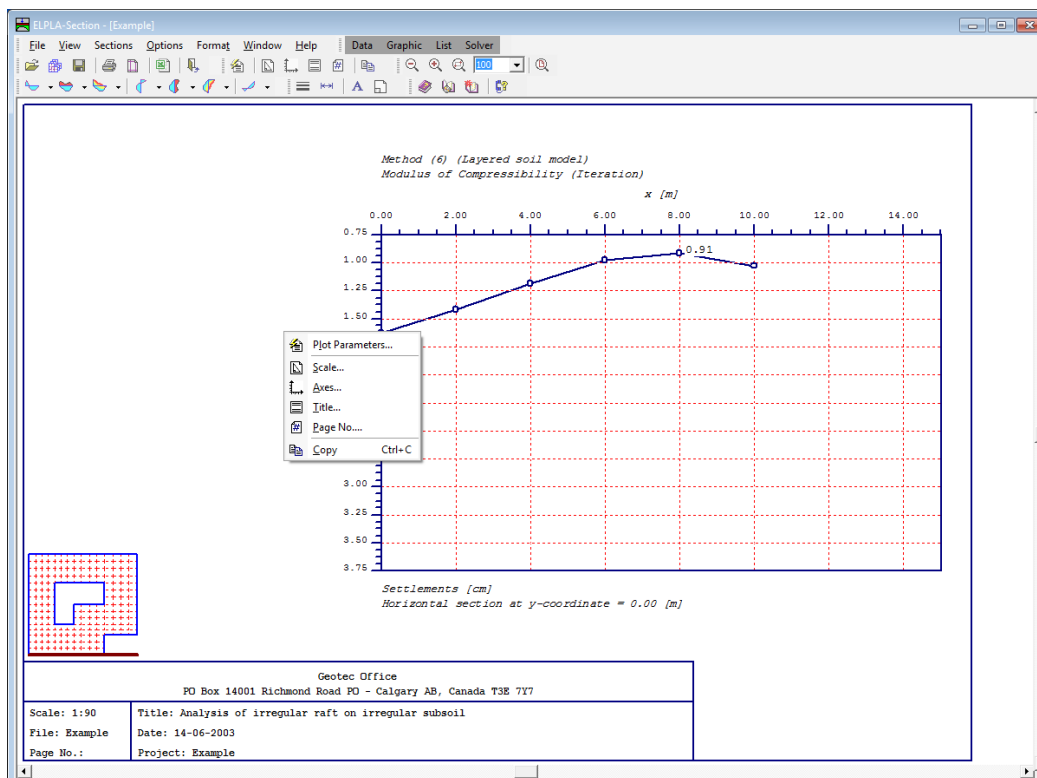 ELPLA-Section - [Example]
File View Sections Options Format Window Help Data Graphic List Solver
100
A
Method (6) (Layered soil model)
Modulus of Compressibility (Iteration)
x [m]
0.00 2.00 4.00 6.00 8.00 10.00 12.00 14.00
0.75
0.91
1.00
1.25
1.50
Plot Parameters...
Scale...
Axes...
Title...
Page No....
Copy Ctrl+C
3.00
3.25
3.50
3.75
Settlements [cm]
Horizontal section at y-coordinate = 0.00 [m]
Geotec Office
PO Box 14001 Richmond Road PO - Calgary AB, Canada T3E 7Y7
Scale: 1:90 Title: Analysis of irregular raft on irregular subsoil
File: Example Date: 14-06-2003
Page No.: Project: Example